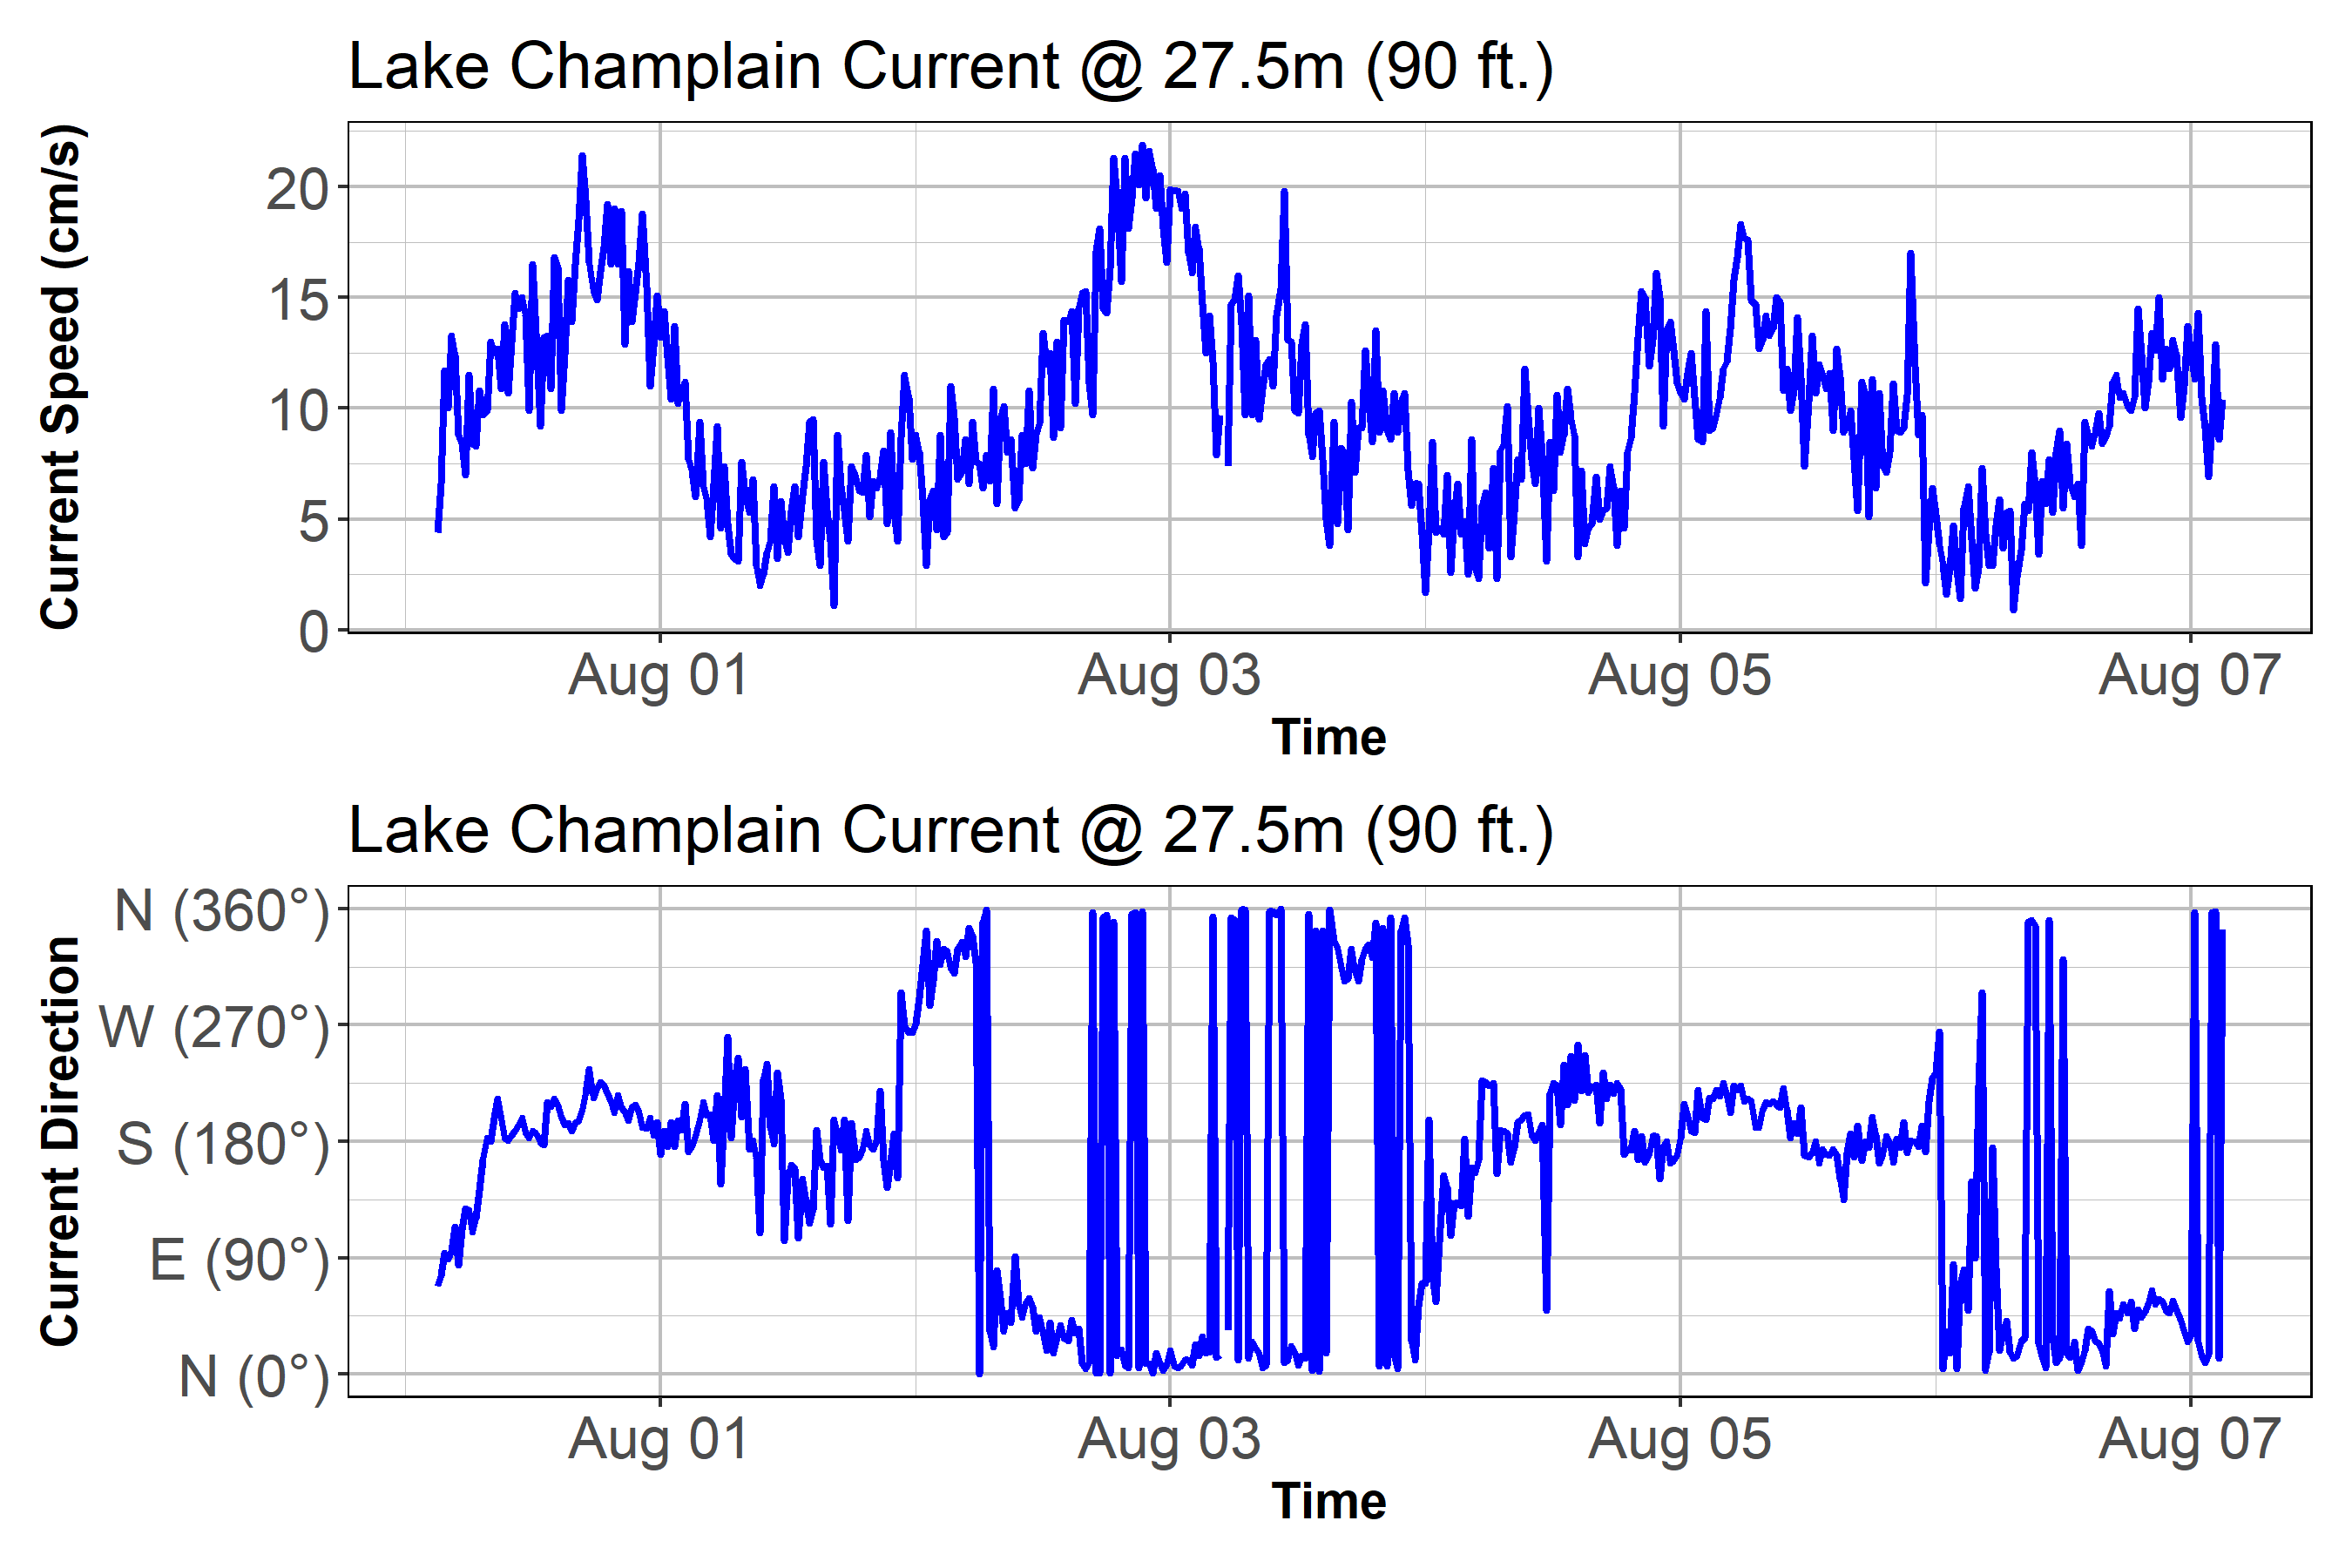 Lake Champlain Current @ 27.5m (90 ft.)
Current Speed (cm/s)
20
15
10
5
0
Aug 01 Aug 03 Aug 05 Aug 07
Time
Lake Champlain Current @ 27.5m (90 ft.)
Current Direction
N (360°)
W (270°)
S (180°)
E (90°)
N (0°)
Aug 01 Aug 03 Aug 05 Aug 07
Time